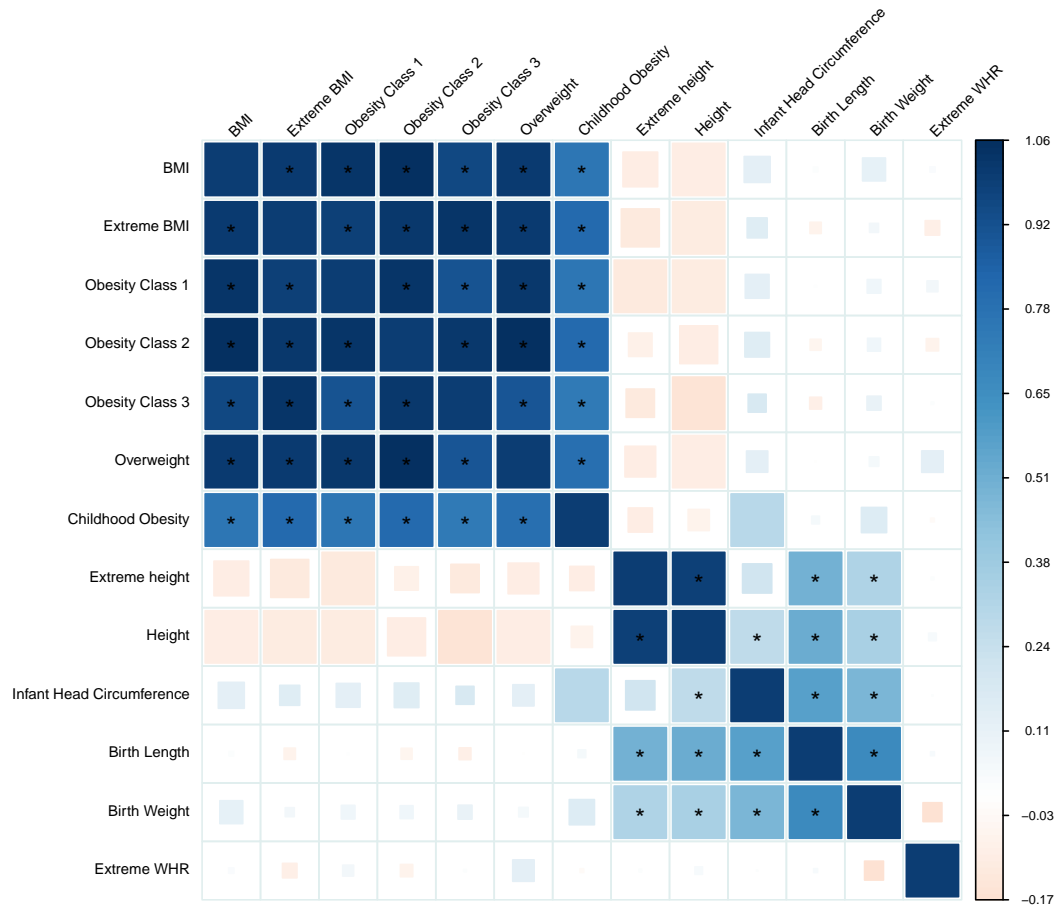 BMI
Extreme BMI
Obesity Class 1
Obesity Class 2
Obesity Class 3
Overweight
Childhood Obesity
Extreme height
Height
Infant Head Circumference
Birth Length
Birth Weight
Extreme WHR
BMI * * * * * *
Extreme BMI * * * * * *
Obesity Class 1 * * * * * *
Obesity Class 2 * * * * * *
Obesity Class 3 * * * * * *
Overweight * * * * * *
Childhood Obesity * * * * * *
Extreme height * * *
Height * * * *
Infant Head Circumference * * *
Birth Length * * * *
Birth Weight * * * *
Extreme WHR
1.06
0.92
0.78
0.65
0.51
0.38
0.24
0.11
−0.03
−0.17